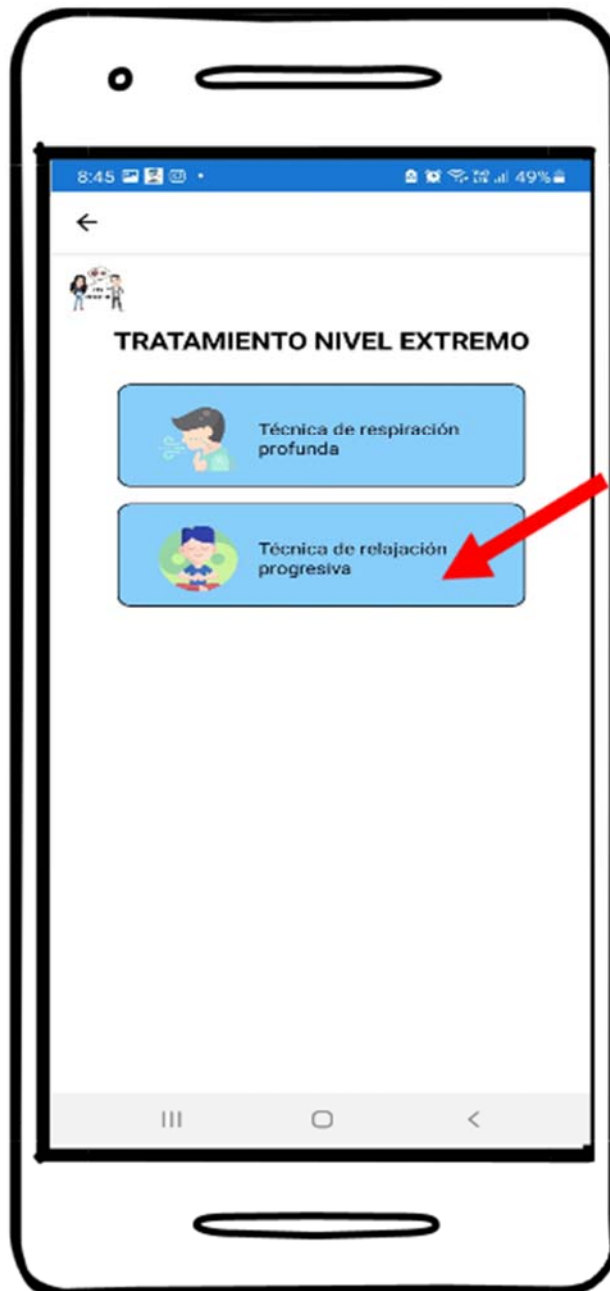 8:45
49%
TRATAMIENTO NIVEL EXTREMO
Técnica de respiración
profunda
Técnica de relajación
progresiva